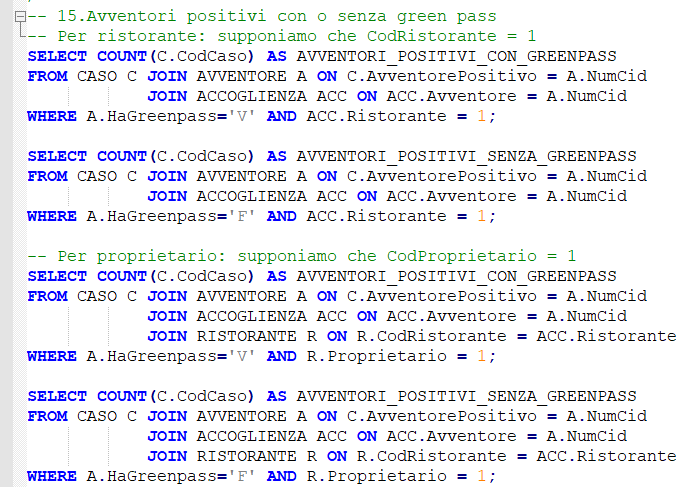 -- 15.Avventori positivi con o senza green pass
-- Per ristorante: supponiamo che CodRistorante = 1
SELECT COUNT(C.CodCaso) AS AVVENTORI_POSITIVI_CON_GREENPASS
FROM CASO C JOIN AVVENTORE A ON C.AvventorePositivo = A.NumCid
JOIN ACCOGLIENZA ACC ON ACC.Avventore = A.NumCid
WHERE A.HaGreenpass='V' AND ACC.Ristorante = 1;
SELECT COUNT(C.CodCaso) AS AVVENTORI_POSITIVI_SENZA_GREENPASS
FROM CASO C JOIN AVVENTORE A ON C.AvventorePositivo = A.NumCid
JOIN ACCOGLIENZA ACC ON ACC.Avventore = A.NumCid
WHERE A.HaGreenpass='F' AND ACC.Ristorante = 1;
-- Per proprietario: supponiamo che CodProprietario = 1
SELECT COUNT(C.CodCaso) AS AVVENTORI_POSITIVI_CON_GREENPASS
FROM CASO C JOIN AVVENTORE A ON C.AvventorePositivo = A.NumCid
JOIN ACCOGLIENZA ACC ON ACC.Avventore = A.NumCid
JOIN RISTORANTE R ON R.CodRistorante = ACC.Ristorante
WHERE A.HaGreenpass='V' AND R.Proprietario = 1;
SELECT COUNT(C.CodCaso) AS AVVENTORI_POSITIVI_SENZA_GREENPASS
FROM CASO C JOIN AVVENTORE A ON C.AvventorePositivo = A.NumCid
JOIN ACCOGLIENZA ACC ON ACC.Avventore = A.NumCid
JOIN RISTORANTE R ON R.CodRistorante = ACC.Ristorante
WHERE A.HaGreenpass='F' AND R.Proprietario = 1;